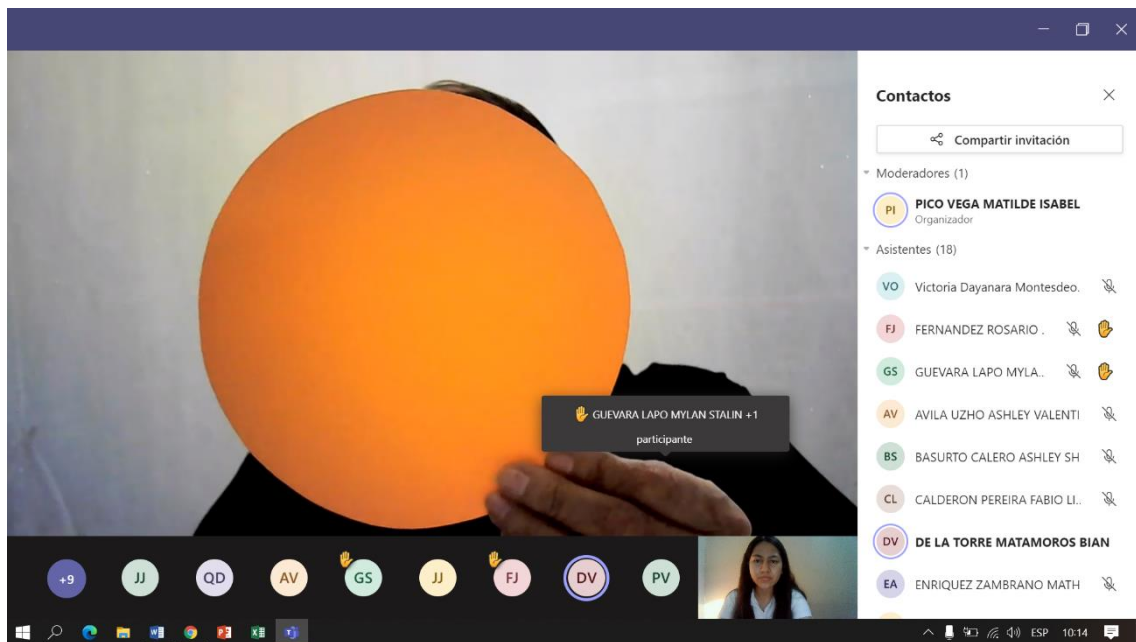 Contactos
Compartir invitación
Moderadores (1)
PI
PICO VEGA MATILDE ISABEL
Organizador
Asistentes (18)
VO Victoria Dayanara Montesdeo.
FJ FERNANDEZ ROSARIO .
GS GUEVARA LAPO MYLA..
AV AVILA UZHO ASHLEY VALENTI
BS BASURTO CALERO ASHLEY SH
CL CALDERON PEREIRA FABIO LI..
DV DE LA TORRE MATAMOROS BIAN
EA ENRIQUEZ ZAMBRANO MATH
GUEVARA LAPO MYLAN STALIN +1
participante
+9 JJ QD AV GS JJ FJ DV PV
ESP 10:14